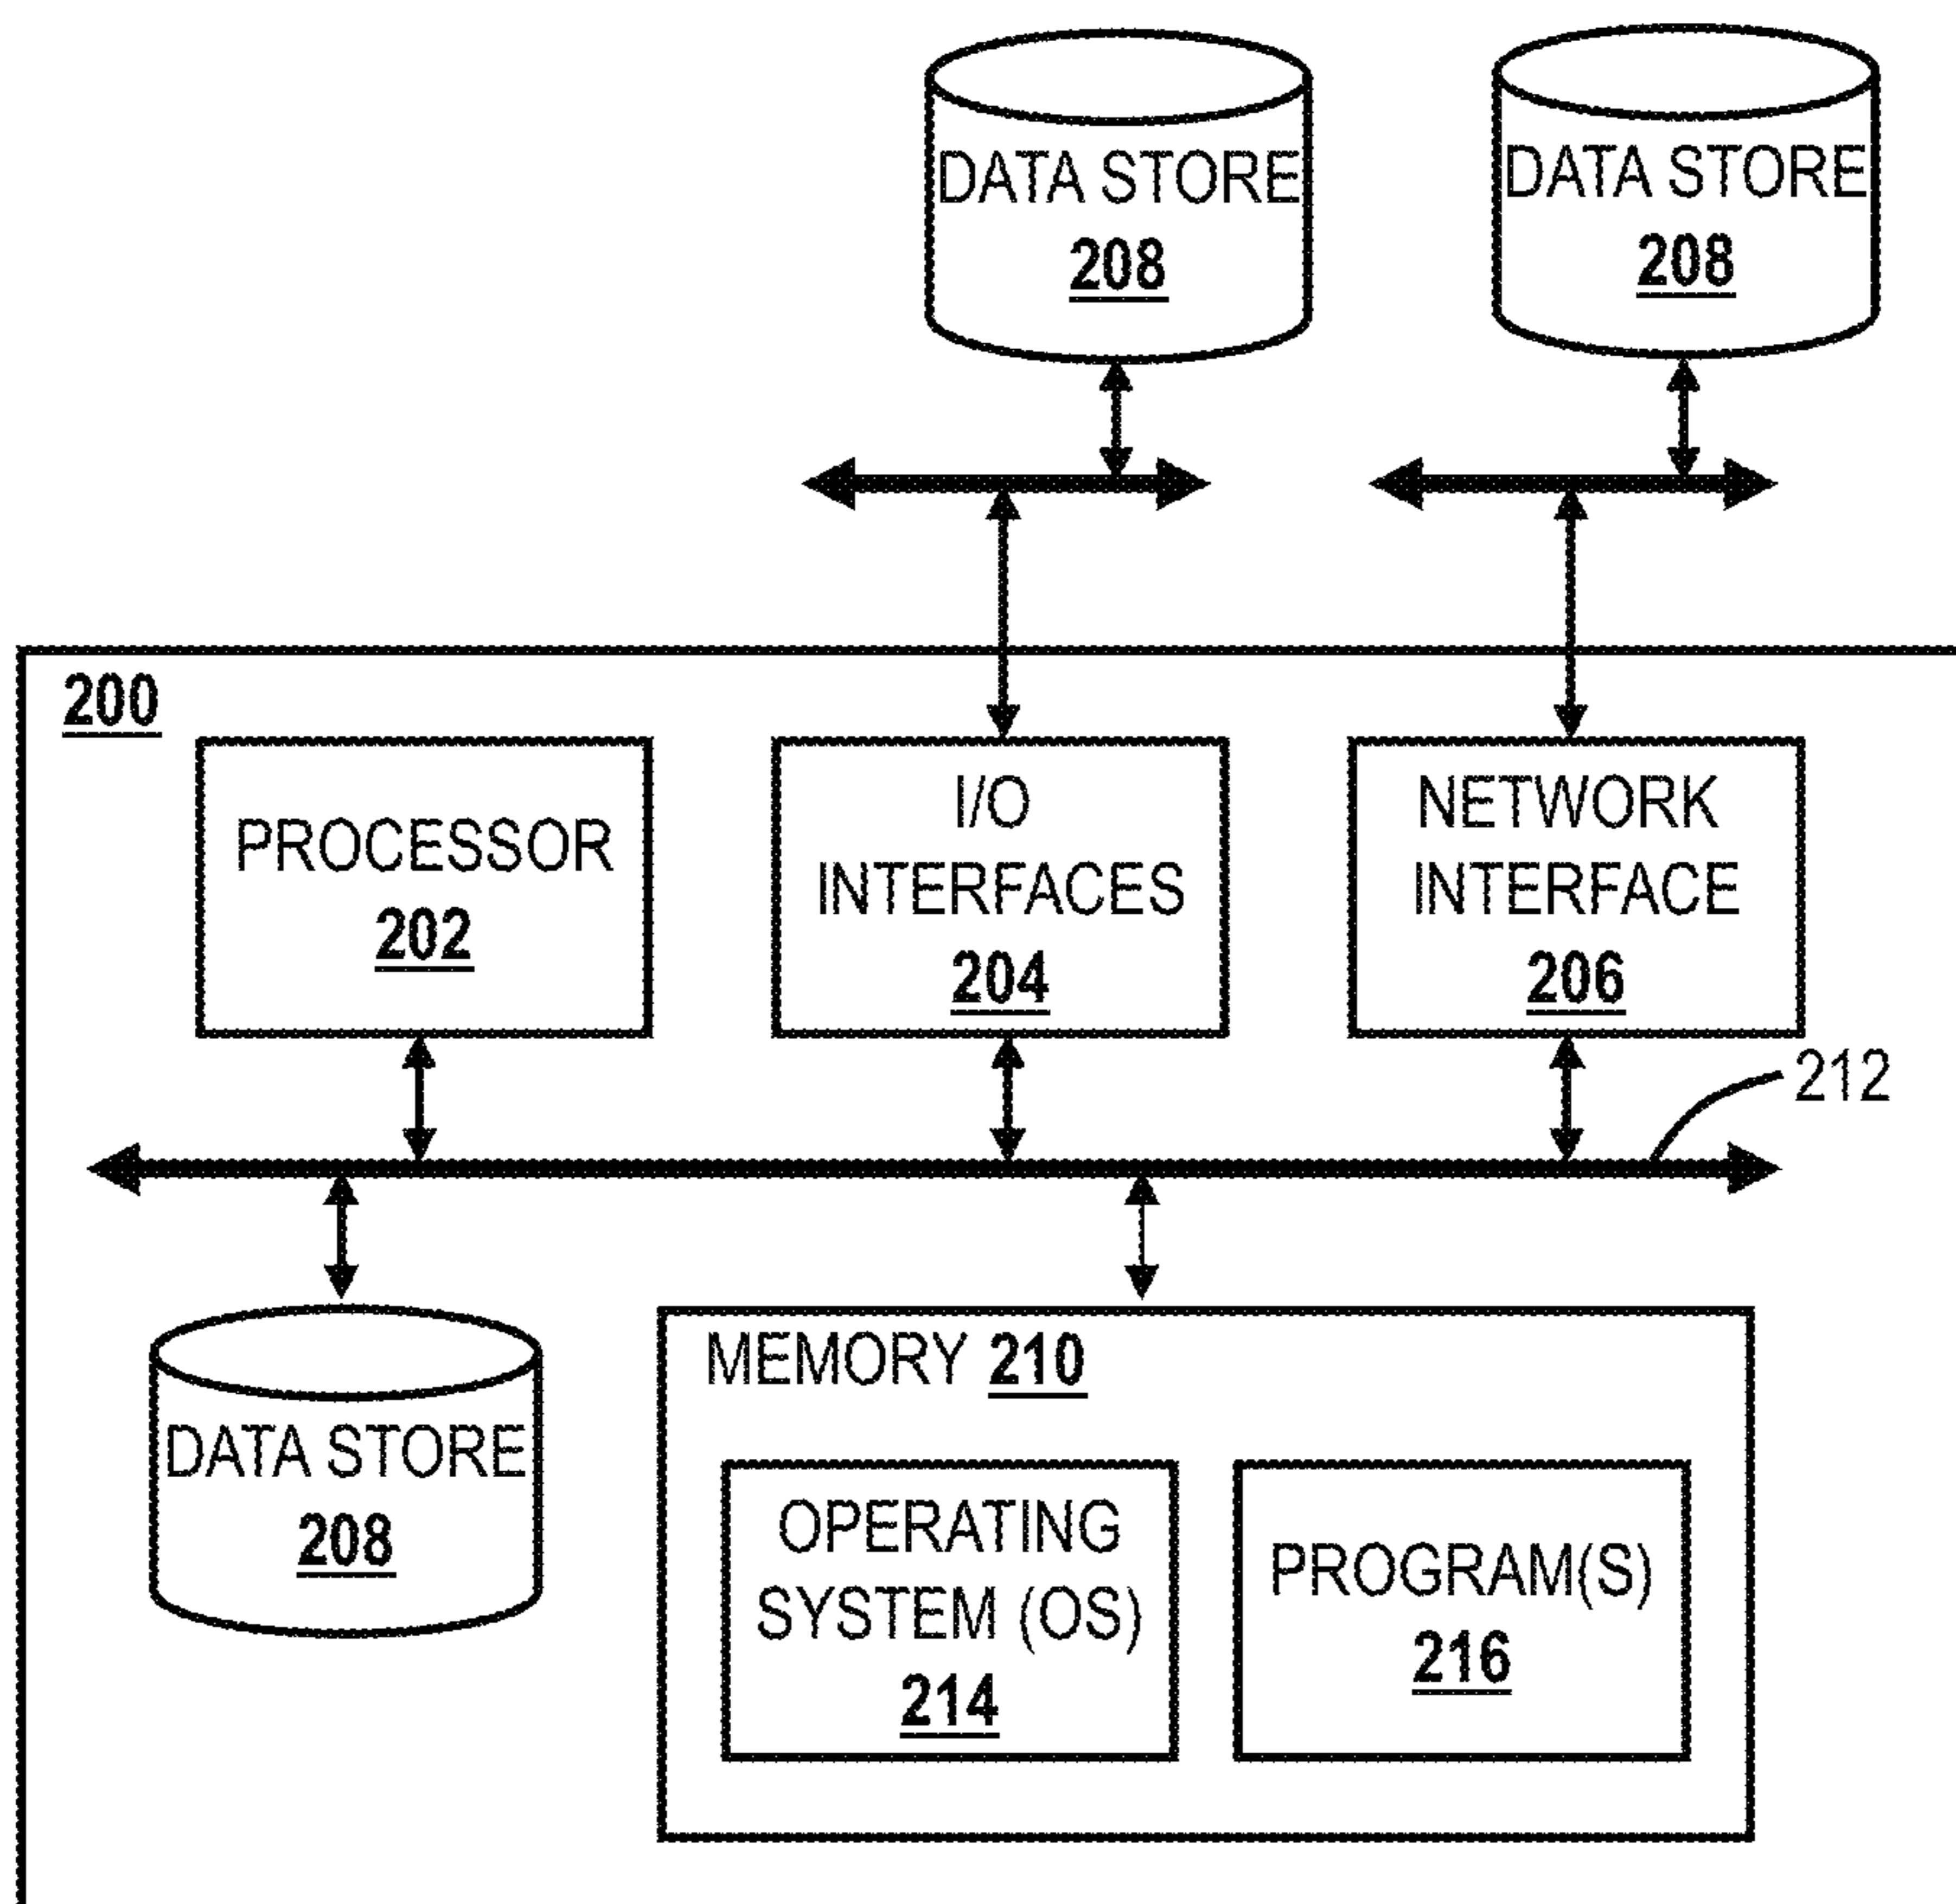 DATA STORE
208
DATA STORE
208
200
PROCESSOR
202
I/O
INTERFACES
204
NETWORK
INTERFACE
206
212
DATA STORE
208
MEMORY 210
OPERATING
SYSTEM (OS)
214
PROGRAM(S)
216